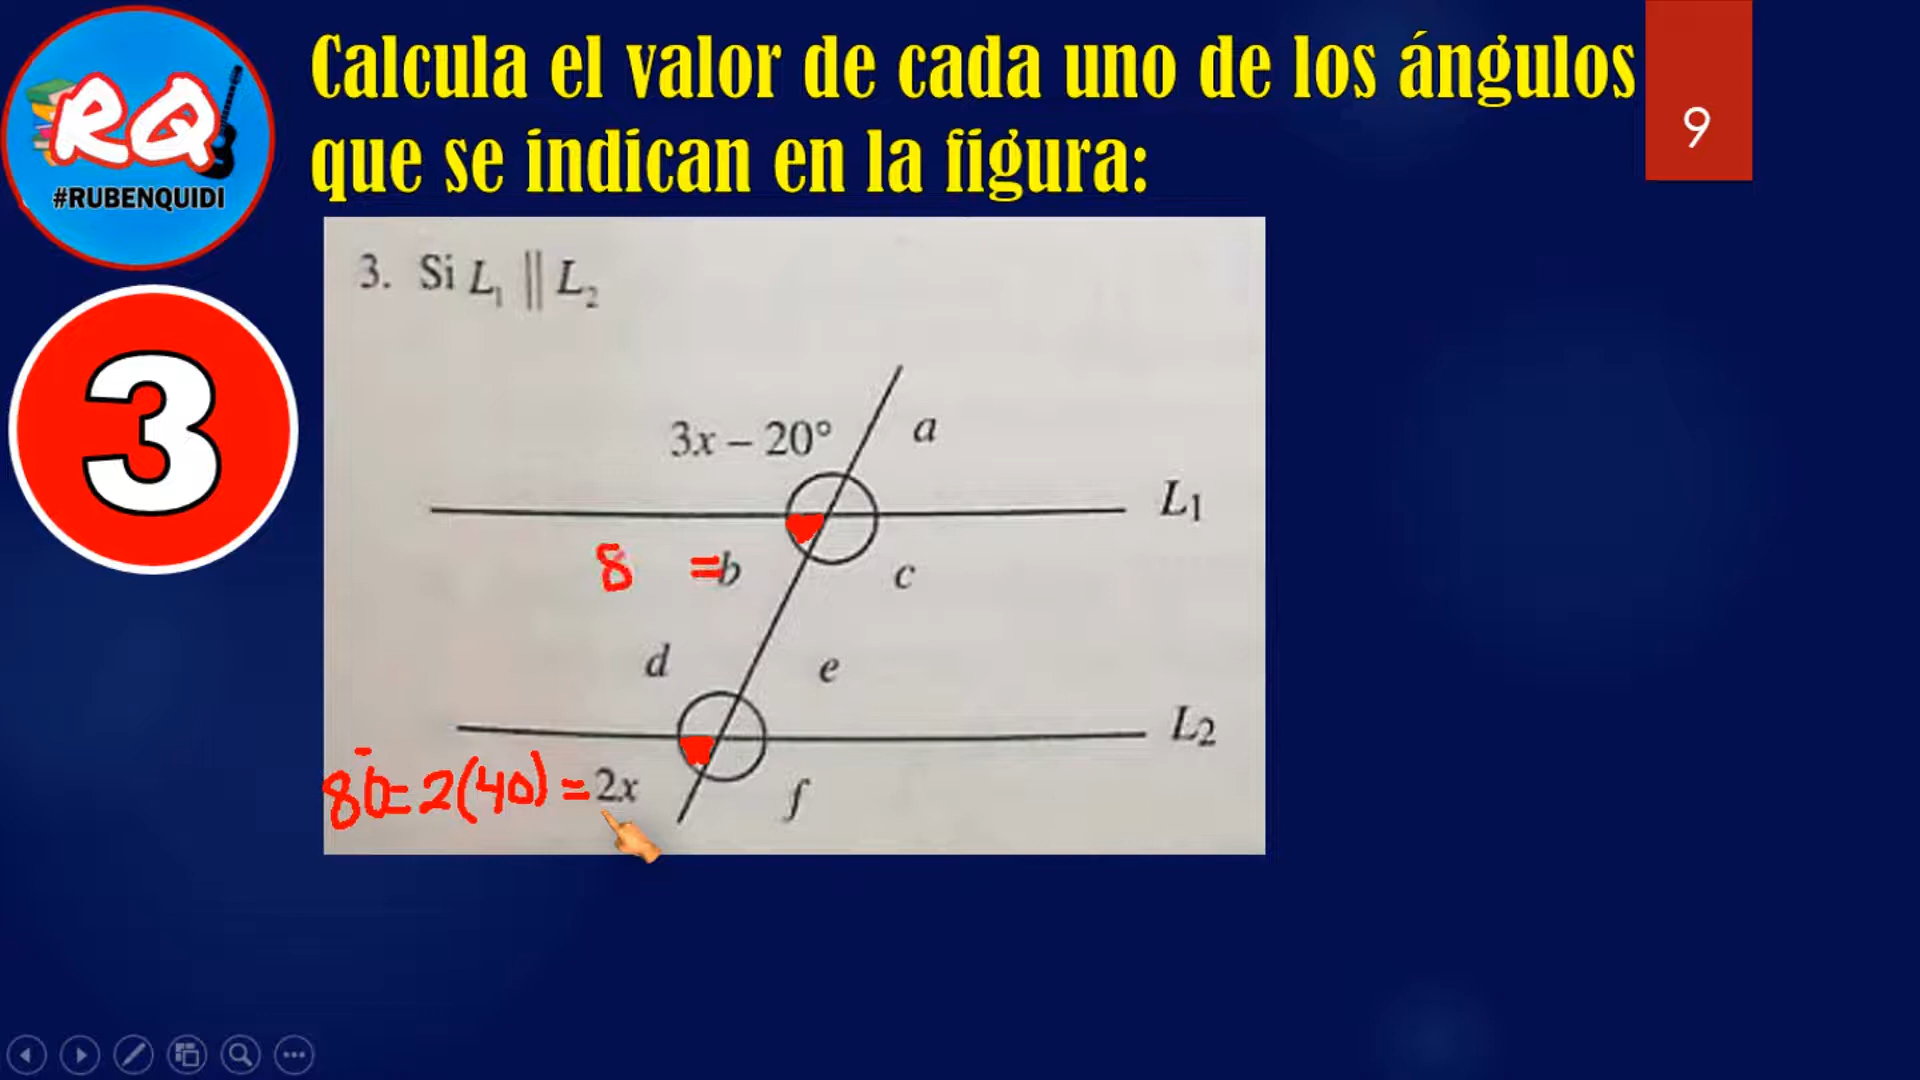 RQ
#RUBENQUIDI
Calcula el valor de cada uno de los ángulos
que se indican en la figura:
9
3
3. Si L₁ || L₂
3x – 20°
a
L1
8 =b
c
d
e
L2
80=2(40)=2x
f